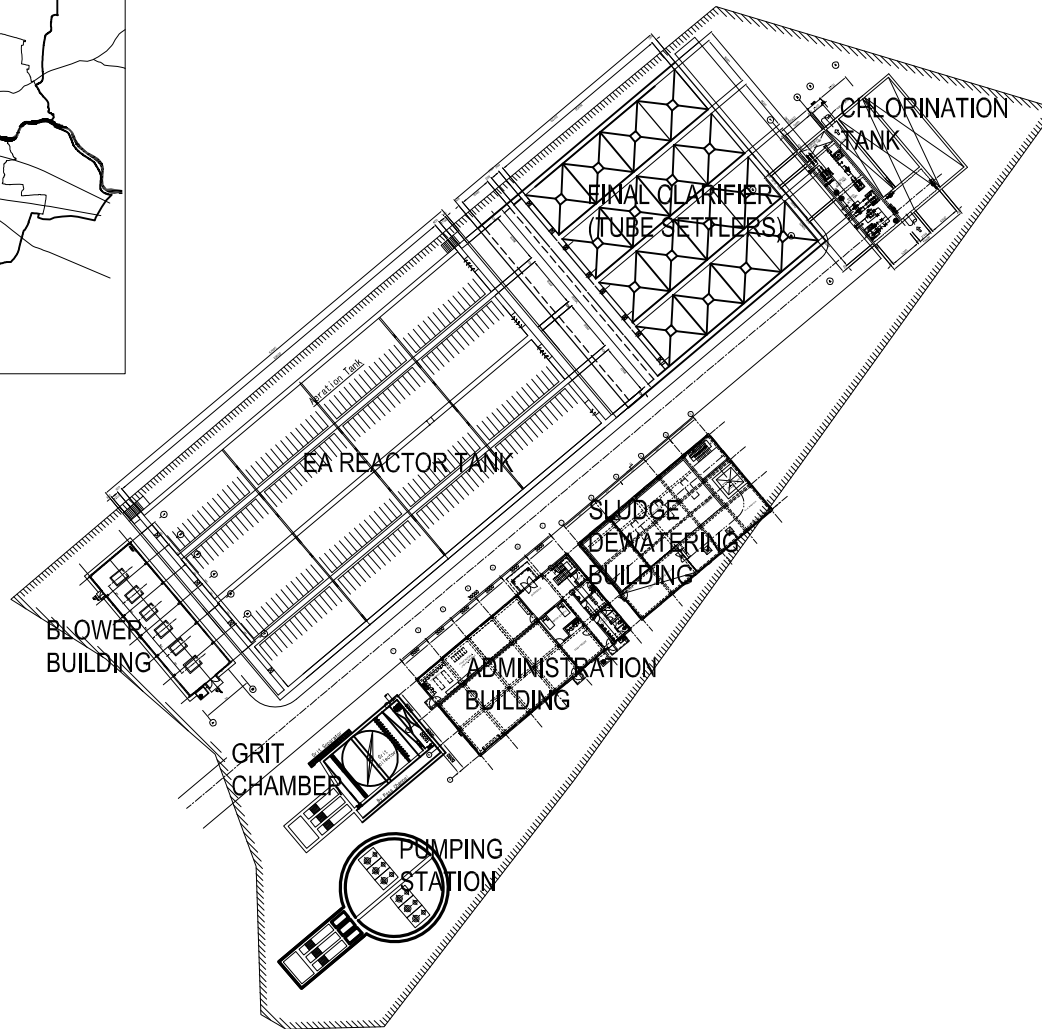 CHLORINATION
TANK
FINAL CLARIFIER
(TUBE SETTLERS)
Aeration Tank
EA REACTOR TANK
SLUDGE
DEWATERING
BUILDING
BLOWER
BUILDING
ADMINISTRATION
BUILDING
GRIT
CHAMBER
PUMPING
STATION